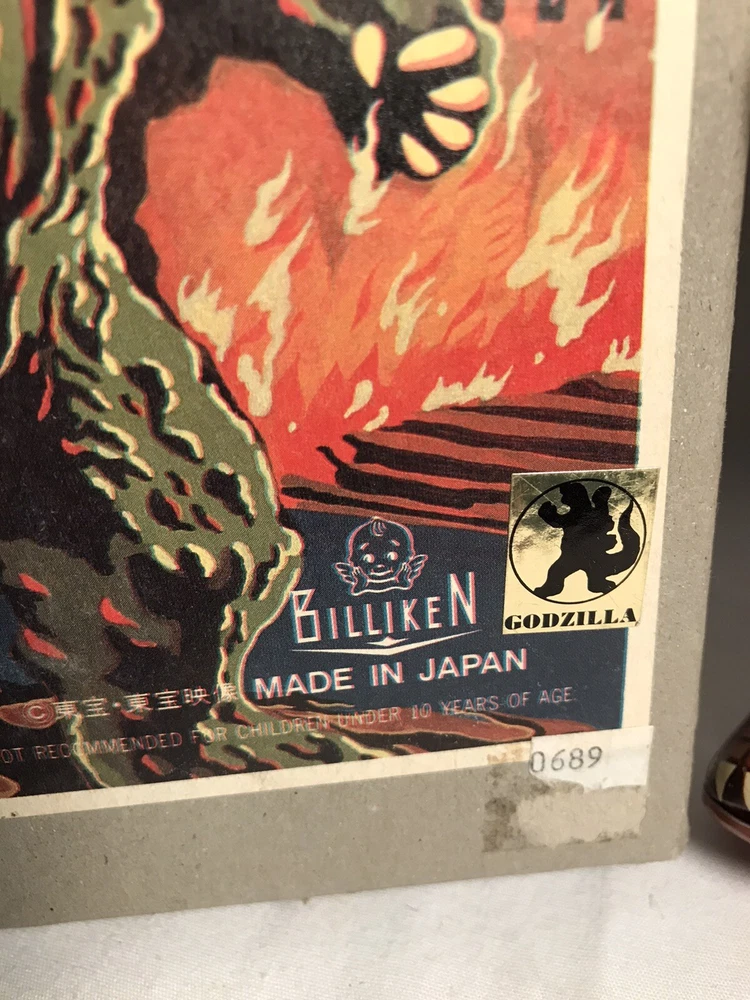 BILLIKEN
GODZILLA
MADE IN JAPAN
©東宝・東宝映像
OT RECOMMENDED FOR CHILDREN UNDER 10 YEARS OF AGE.
0689